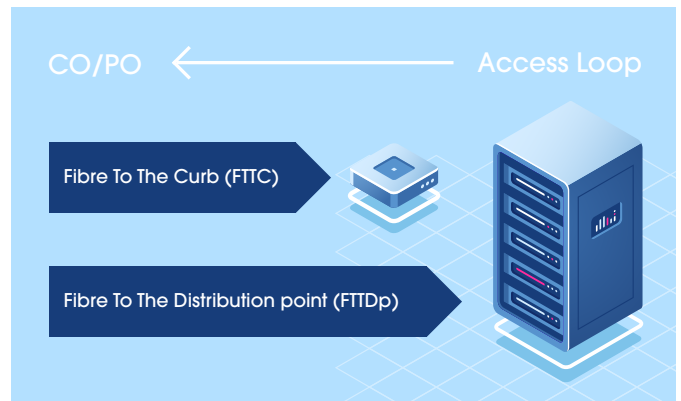 CO/PO
Access Loop
Fibre To The Curb (FTTC)
Fibre To The Distribution point (FTTDp)